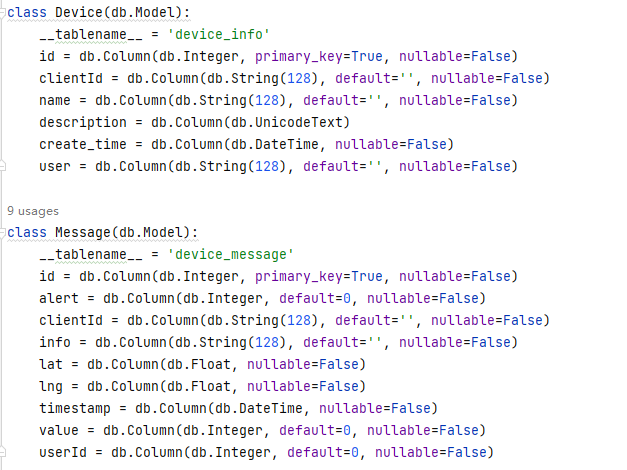 class Device(db.Model):
    __tablename__ = 'device_info'
    id = db.Column(db.Integer, primary_key=True, nullable=False)
    clientId = db.Column(db.String(128), default='', nullable=False)
    name = db.Column(db.String(128), default='', nullable=False)
    description = db.Column(db.UnicodeText)
    create_time = db.Column(db.DateTime, nullable=False)
    user = db.Column(db.String(128), default='', nullable=False)
9 usages
class Message(db.Model):
    __tablename__ = 'device_message'
    id = db.Column(db.Integer, primary_key=True, nullable=False)
    alert = db.Column(db.Integer, default=0, nullable=False)
    clientId = db.Column(db.String(128), default='', nullable=False)
    info = db.Column(db.String(128), default='', nullable=False)
    lat = db.Column(db.Float, nullable=False)
    lng = db.Column(db.Float, nullable=False)
    timestamp = db.Column(db.DateTime, nullable=False)
    value = db.Column(db.Integer, default=0, nullable=False)
    userId = db.Column(db.Integer, default=0, nullable=False)